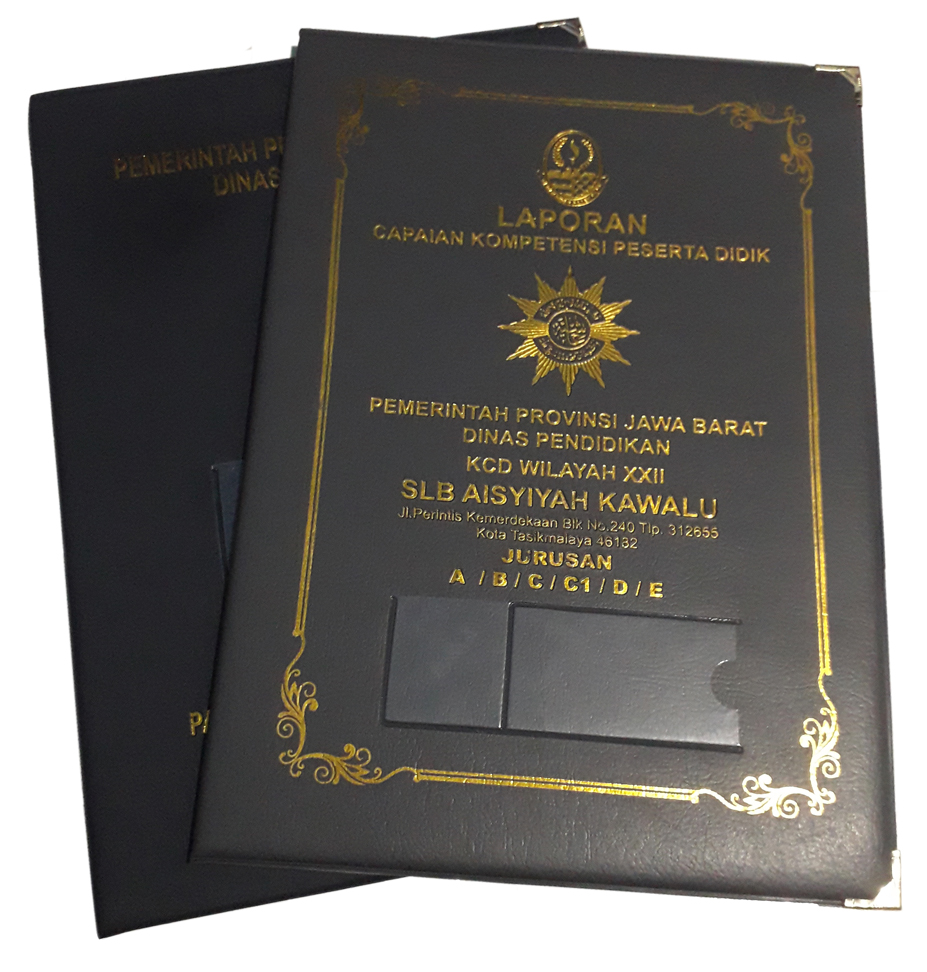 PEMERINTAH
DINAS
LAPORAN
CAPAIAN KOMPETENSI PESERTA DIDIK
PEMERINTAH PROVINSI JAWA BARAT
DINAS PENDIDIKAN
KCD WILAYAH XXII
SLB AISYIYAH KAWALU
Jl.Perintis Kemerdekaan Blk No.240 Tlp. 312655
Kota Tasikmalaya 46182
JURUSAN
A / B / C / C1 / D / E